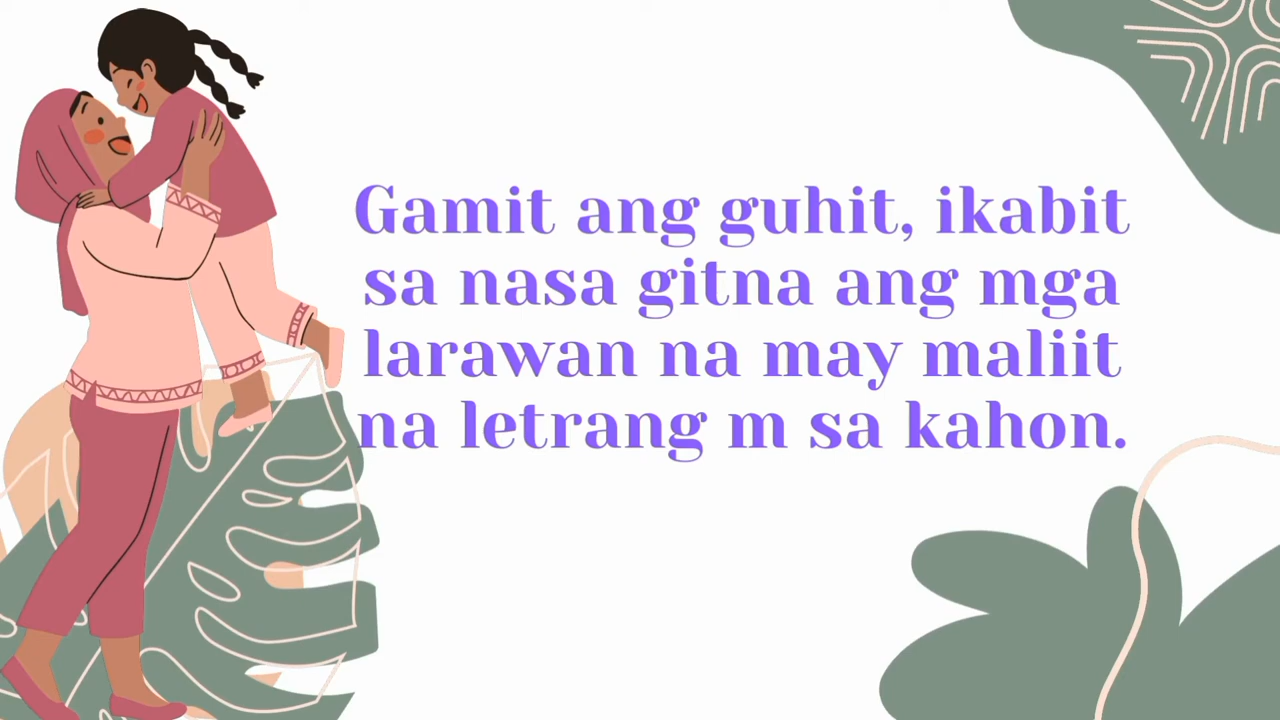 Gamit ang guhit, ikabit
sa nasa gitna ang mga
larawan na may maliit
na letrang m sa kahon.